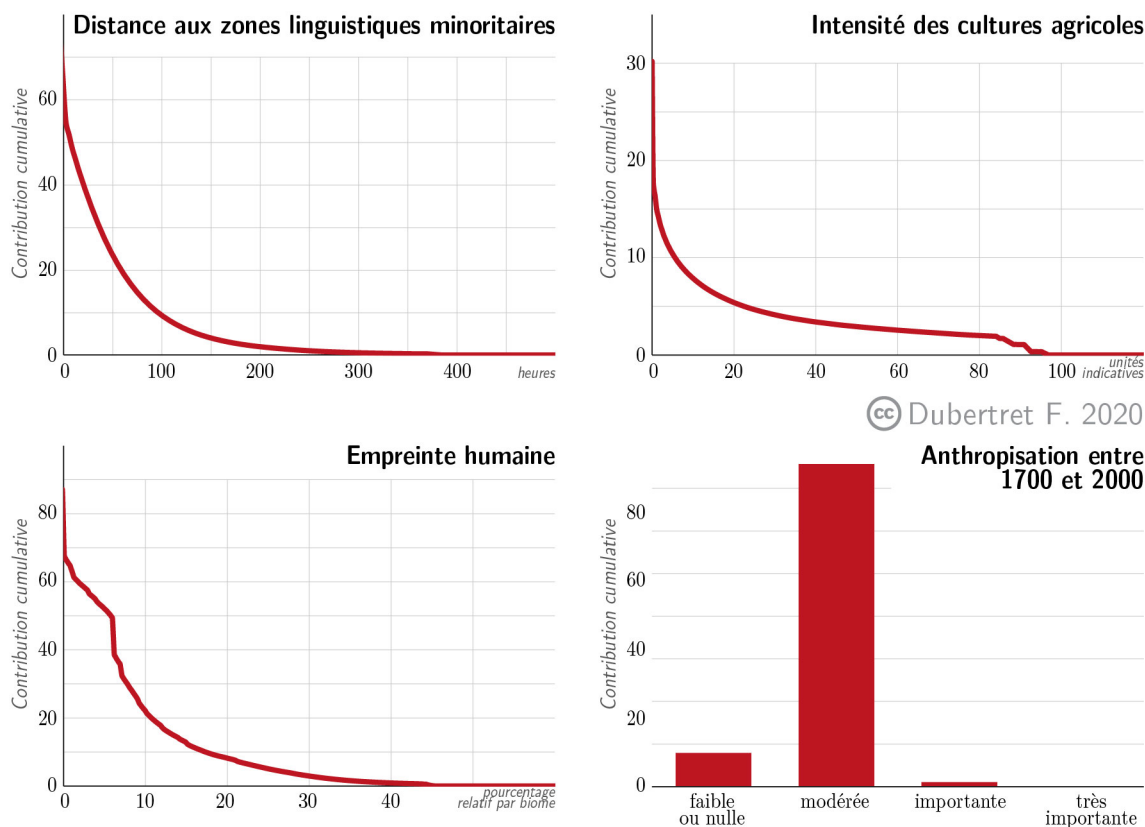 Distance aux zones linguistiques minoritaires
Contribution cumulative
60
40
20
0
0 100 200 300 400 heures
Intensité des cultures agricoles
Contribution cumulative
30
20
10
0
0 20 40 60 80 100 unités
indicatives
cc Dubertret F. 2020
Empreinte humaine
Contribution cumulative
80
60
40
20
0
0 10 20 30 40 pourcentage
relatif par biome
Anthropisation entre
1700 et 2000
Contribution cumulative
80
60
40
20
0
faible modérée importante très
ou nulle importante